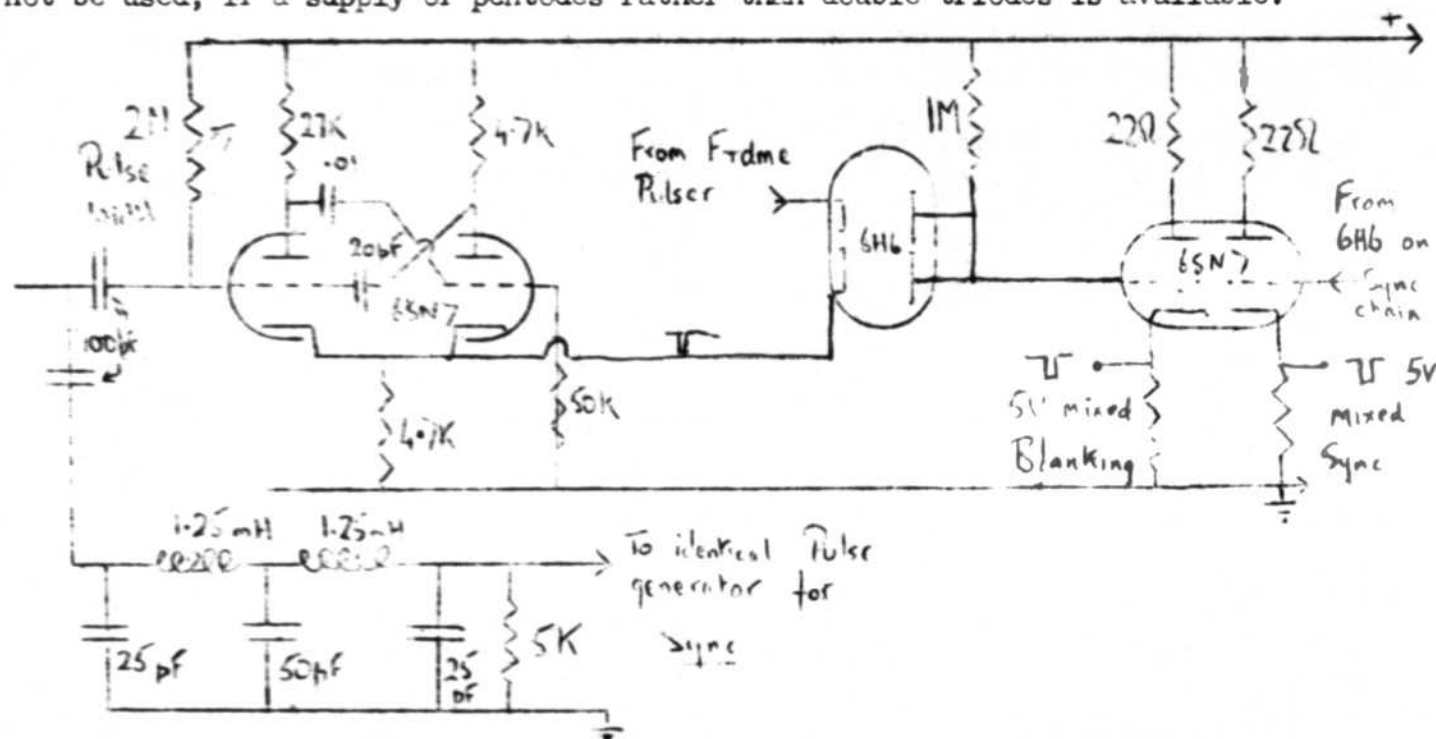 not be used, if a supply of pentodes rather than double triodes is available.
+
2M
Pulse
27K
.01
4.7K
From Frame
Pulser
1M
22Ω
22Ω
6H6
6SN7
From
6H6 on
Sync
chain
20pF
6SN7
100pF
4.7K
50K
5V mixed
Blanking
5V
Mixed
Sync
1.25mH
1.25mH
To identical Pulse
generator for
Sync
25pF
50pF
25
pF
5K